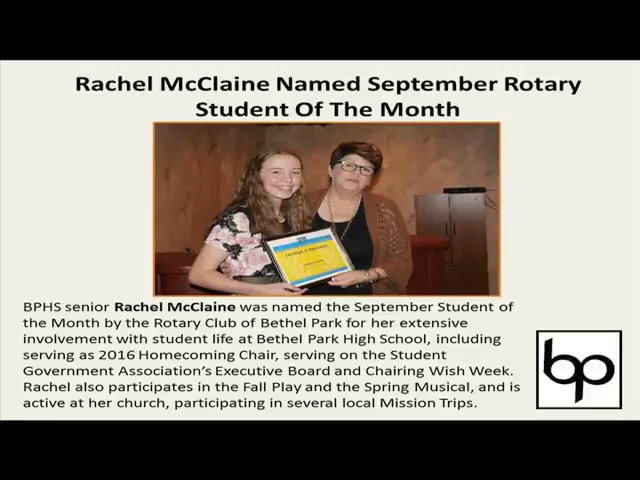 Rachel McClaine Named September Rotary
Student Of The Month
BPHS senior Rachel McClaine was named the September Student of
the Month by the Rotary Club of Bethel Park for her extensive
involvement with student life at Bethel Park High School, including
serving as 2016 Homecoming Chair, serving on the Student
Government Association's Executive Board and Chairing Wish Week.
Rachel also participates in the Fall Play and the Spring Musical, and is
active at her church, participating in several local Mission Trips.
bp